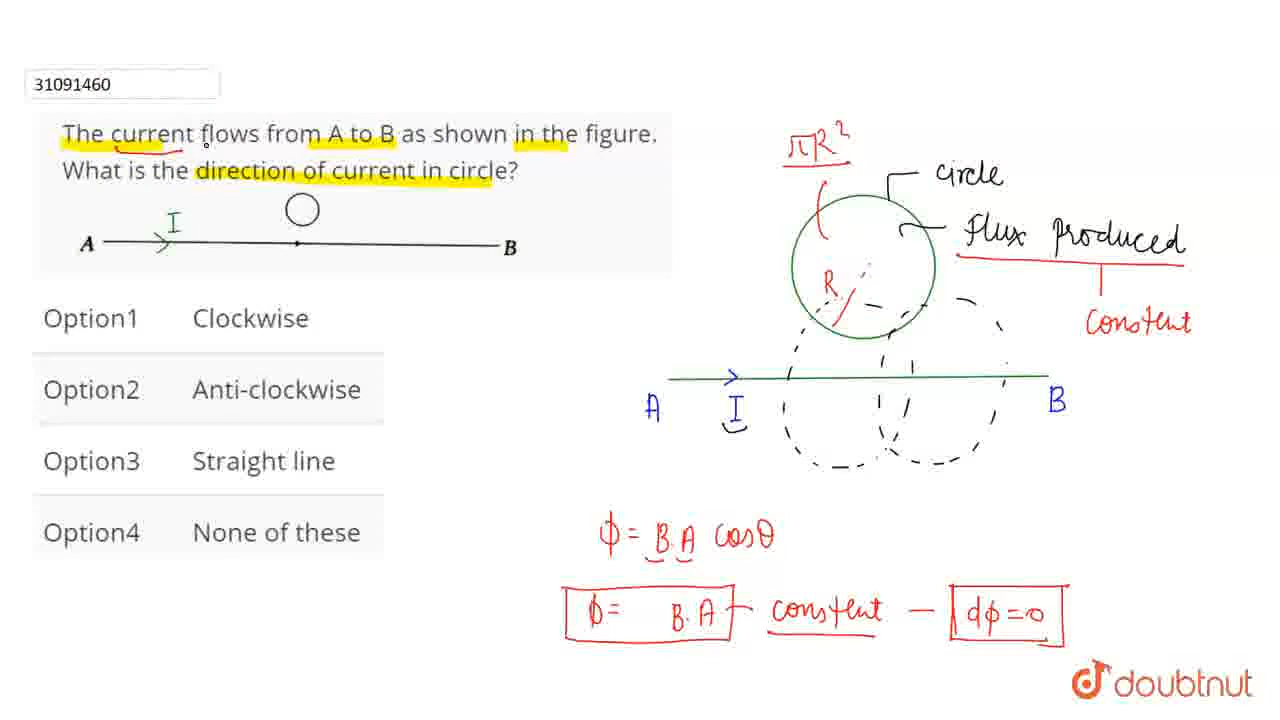 31091460
The current flows from A to B as shown in the figure.
What is the direction of current in circle?
I
A B
Option1 Clockwise
Option2 Anti-clockwise
Option3 Straight line
Option4 None of these
πR²
circle
Flux Produced
R
constent
A I B
ϕ= B.A cosθ
ϕ= B.A - constent - dϕ=0
doubtnut